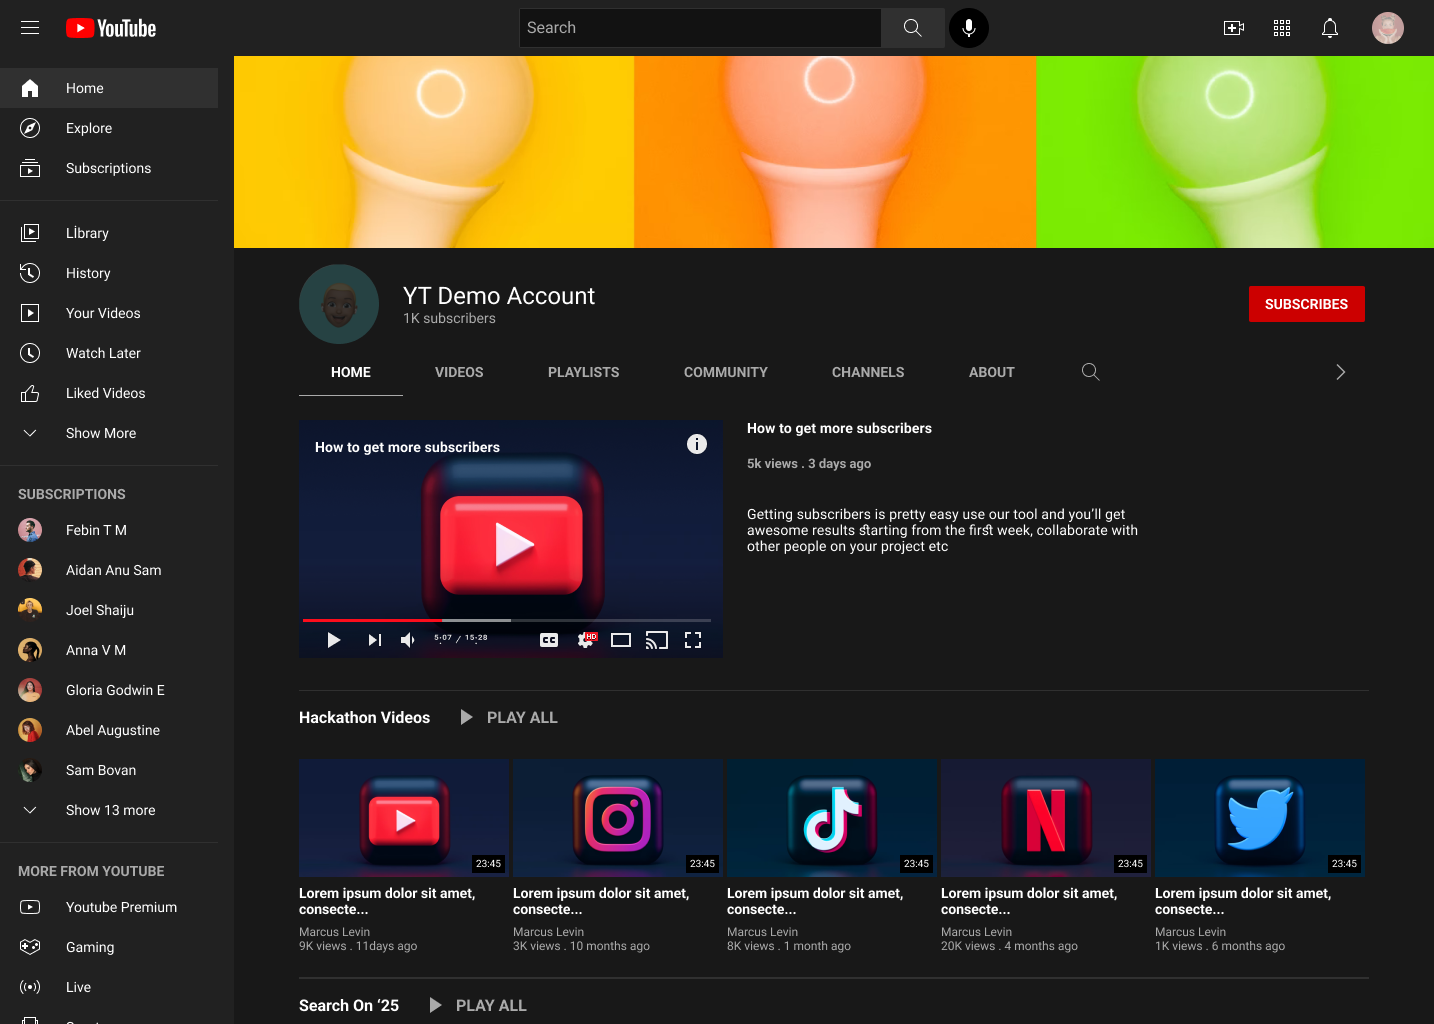 YouTube
Search
Home
Explore
Subscriptions
Lİbrary
History
Your Videos
Watch Later
Liked Videos
Show More
SUBSCRIPTIONS
Febin T M
Aidan Anu Sam
Joel Shaiju
Anna V M
Gloria Godwin E
Abel Augustine
Sam Bovan
Show 13 more
MORE FROM YOUTUBE
Youtube Premium
Gaming
Live
YT Demo Account
1K subscribers
SUBSCRIBES
HOME VIDEOS PLAYLISTS COMMUNITY CHANNELS ABOUT
How to get more subscribers
5:07 / 15:28
CC
HD
How to get more subscribers
5k views . 3 days ago
Getting subscribers is pretty easy use our tool and you’ll get
awesome results starting from the first week, collaborate with
other people on your project etc
Hackathon Videos PLAY ALL
23:45
Lorem ipsum dolor sit amet,
consecte...
Marcus Levin
9K views . 11days ago
23:45
Lorem ipsum dolor sit amet,
consecte...
Marcus Levin
3K views . 10 months ago
23:45
Lorem ipsum dolor sit amet,
consecte...
Marcus Levin
8K views . 1 month ago
23:45
Lorem ipsum dolor sit amet,
consecte...
Marcus Levin
20K views . 4 months ago
23:45
Lorem ipsum dolor sit amet,
consecte...
Marcus Levin
1K views . 6 months ago
Search On ‘25 PLAY ALL